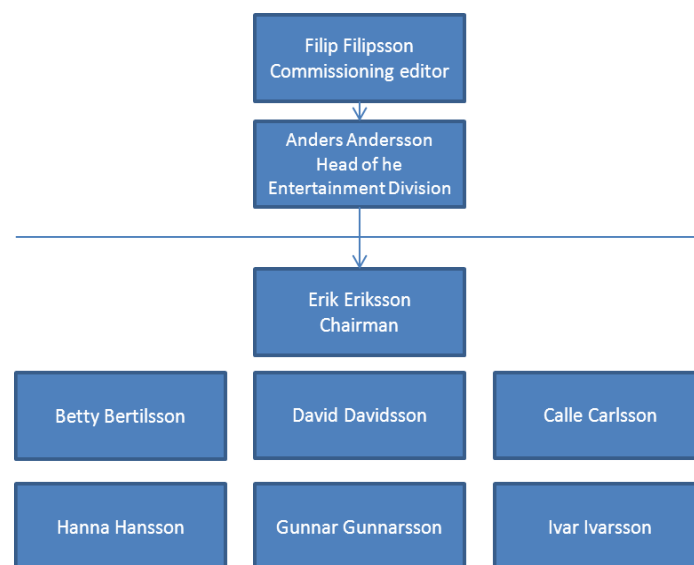 Filip Filipsson
Commissioning editor
Anders Andersson
Head of he
Entertainment Division
Erik Eriksson
Chairman
Betty Bertilsson
David Davidsson
Calle Carlsson
Hanna Hansson
Gunnar Gunnarsson
Ivar Ivarsson